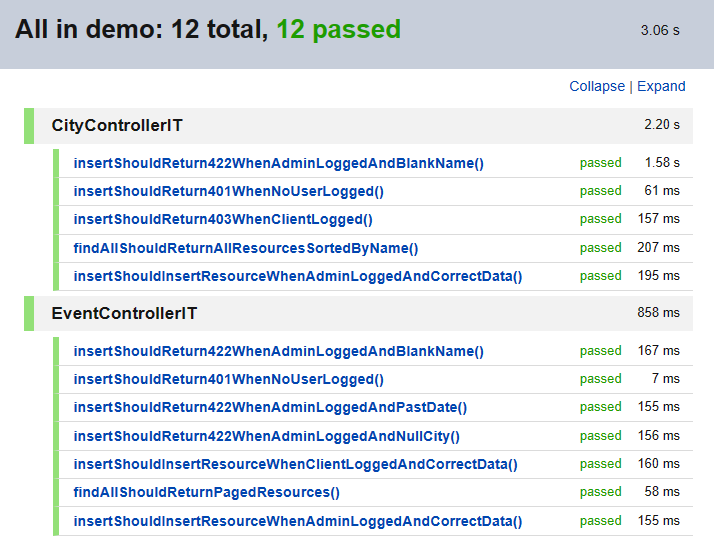 All in demo: 12 total, 12 passed 3.06 s
Collapse | Expand
CityControllerIT 2.20 s
insertShouldReturn422WhenAdminLoggedAndBlankName() passed 1.58 s
insertShouldReturn401WhenNoUserLogged() passed 61 ms
insertShouldReturn403WhenClientLogged() passed 157 ms
findAllShouldReturnAllResourcesSortedByName() passed 207 ms
insertShouldInsertResourceWhenAdminLoggedAndCorrectData() passed 195 ms
EventControllerIT 858 ms
insertShouldReturn422WhenAdminLoggedAndBlankName() passed 167 ms
insertShouldReturn401WhenNoUserLogged() passed 7 ms
insertShouldReturn422WhenAdminLoggedAndPastDate() passed 155 ms
insertShouldReturn422WhenAdminLoggedAndNullCity() passed 156 ms
insertShouldInsertResourceWhenClientLoggedAndCorrectData() passed 160 ms
findAllShouldReturnPagedResources() passed 58 ms
insertShouldInsertResourceWhenAdminLoggedAndCorrectData() passed 155 ms